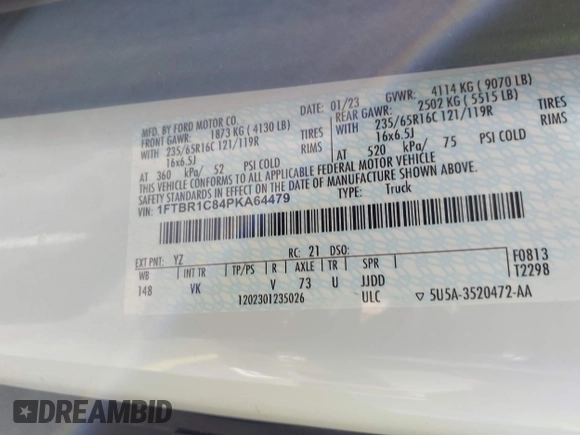 MFD. BY FORD MOTOR CO. DATE: 01/23 GVWR: 4114 KG ( 9070 LB)
FRONT GAWR: 1873 KG ( 4130 LB) REAR GAWR: 2502 KG ( 5515 LB)
WITH 235/65R16C 121/119R TIRES WITH 235/65R16C 121/119R TIRES
16x6.5J RIMS 16x6.5J RIMS
AT 360 kPa/ 52 PSI COLD AT 520 kPa/ 75 PSI COLD
THIS VEHICLE CONFORMS TO ALL APPLICABLE FEDERAL MOTOR VEHICLE
SAFETY STANDARDS IN EFFECT ON THE DATE OF MANUFACTURE SHOWN ABOVE.
VIN: 1FTBR1C84PKA64479 TYPE: Truck
EXT PNT: YZ RC: 21 DSO: F0813
WB INT TR TP/PS R AXLE TR SPR T2298
148 VK V 73 U JJDD
1202301235026 ULC ▽ 5U5A-3520472-AA
DREAMBID